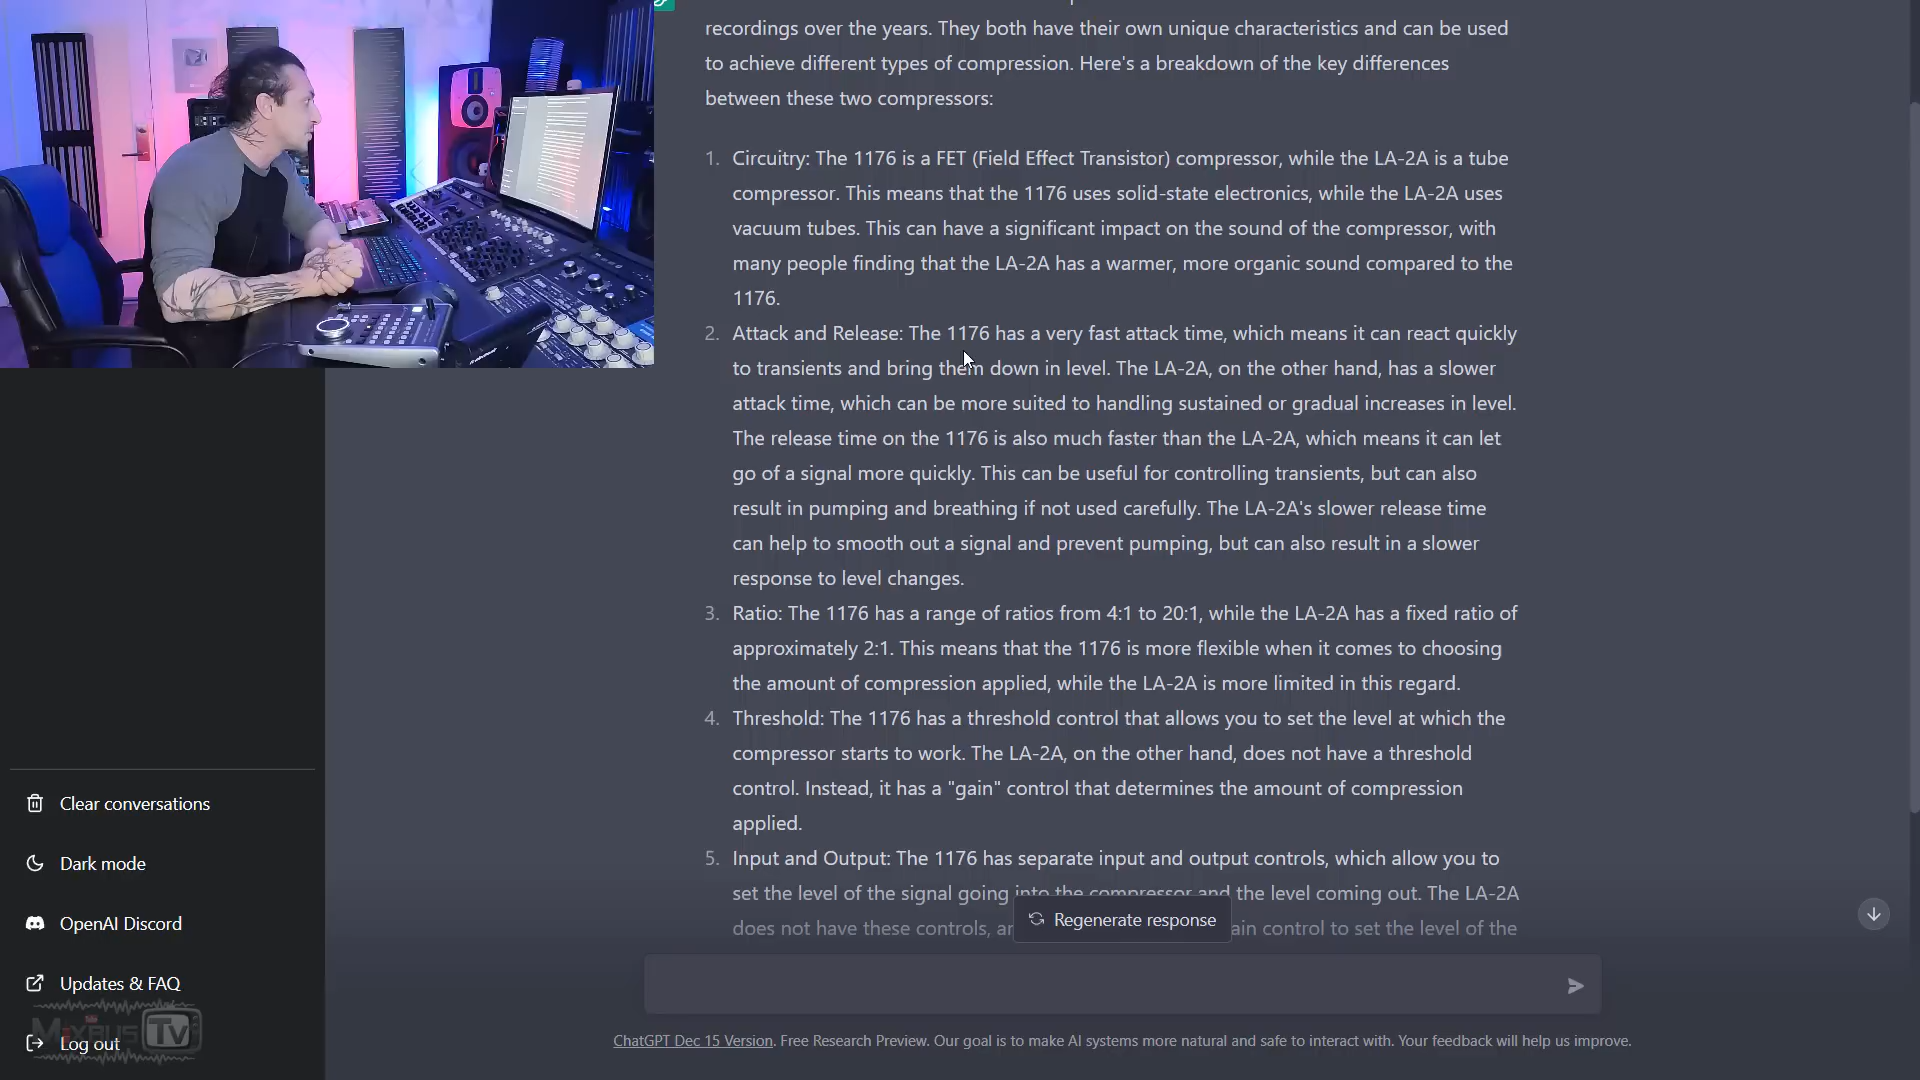 recordings over the years. They both have their own unique characteristics and can be used
to achieve different types of compression. Here's a breakdown of the key differences
between these two compressors:
1. Circuitry: The 1176 is a FET (Field Effect Transistor) compressor, while the LA-2A is a tube
compressor. This means that the 1176 uses solid-state electronics, while the LA-2A uses
vacuum tubes. This can have a significant impact on the sound of the compressor, with
many people finding that the LA-2A has a warmer, more organic sound compared to the
1176.
2. Attack and Release: The 1176 has a very fast attack time, which means it can react quickly
to transients and bring them down in level. The LA-2A, on the other hand, has a slower
attack time, which can be more suited to handling sustained or gradual increases in level.
The release time on the 1176 is also much faster than the LA-2A, which means it can let
go of a signal more quickly. This can be useful for controlling transients, but can also
result in pumping and breathing if not used carefully. The LA-2A's slower release time
can help to smooth out a signal and prevent pumping, but can also result in a slower
response to level changes.
3. Ratio: The 1176 has a range of ratios from 4:1 to 20:1, while the LA-2A has a fixed ratio of
approximately 2:1. This means that the 1176 is more flexible when it comes to choosing
the amount of compression applied, while the LA-2A is more limited in this regard.
4. Threshold: The 1176 has a threshold control that allows you to set the level at which the
compressor starts to work. The LA-2A, on the other hand, does not have a threshold
control. Instead, it has a "gain" control that determines the amount of compression
applied.
5. Input and Output: The 1176 has separate input and output controls, which allow you to
set the level of the signal going into the compressor and the level coming out. The LA-2A
does not have these controls, ain control to set the level of the
Regenerate response
Clear conversations
Dark mode
OpenAI Discord
Updates & FAQ
Log out
MixbusTv
ChatGPT Dec 15 Version. Free Research Preview. Our goal is to make AI systems more natural and safe to interact with. Your feedback will help us improve.